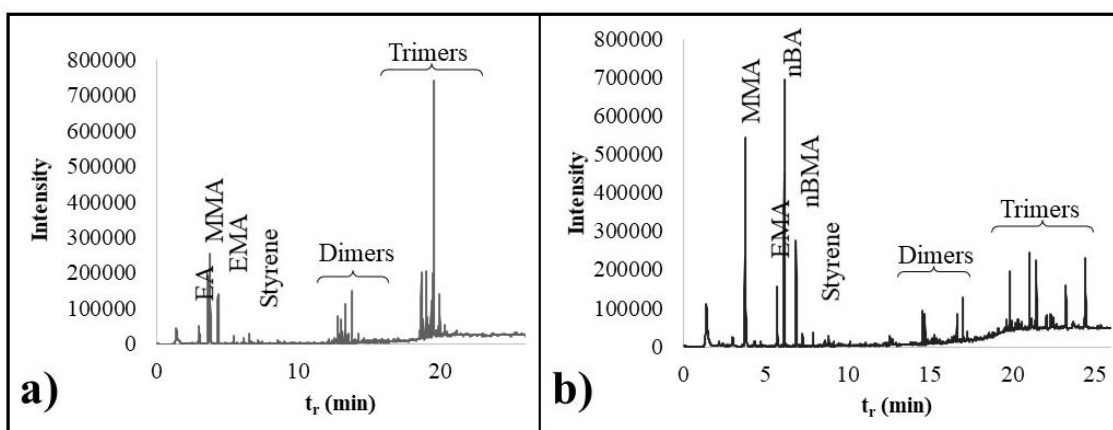 800000
700000
600000
500000
400000
300000
200000
100000
0
Intensity
EA
MMA
EMA
Styrene
Dimers
Trimers
0
10
20
tr (min)
a)
800000
700000
600000
500000
400000
300000
200000
100000
0
Intensity
MMA
EMA
nBA
nBMA
Styrene
Dimers
Trimers
0
5
10
15
20
25
tr (min)
b)